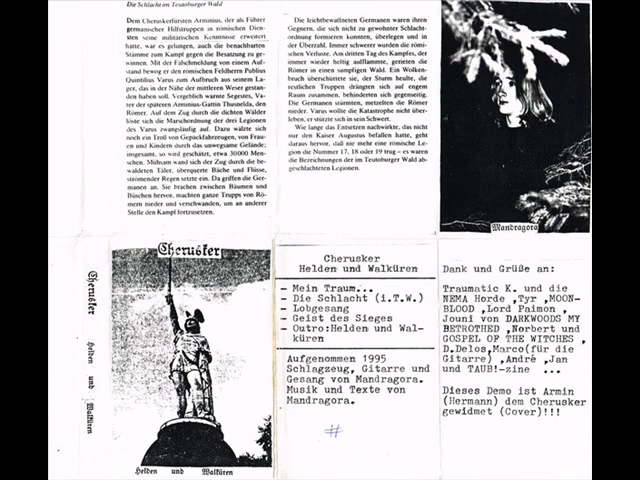 Die Schlacht im Teutoburger Wald
Dem Cheruskerfürsten Arminius, der als Führer
germanischer Hilfstruppen in römischen Dien-
sten seine militärischen Kenntnisse erweitert
hatte, war es gelungen, auch die benachbarten
Stämme zum Kampf gegen die Besatzung zu ge-
winnen. Mit der Falschmeldung von einem Auf-
stand bewog er den römischen Feldherrn Publius
Quintilius Varus zum Aufbruch aus seinem La-
ger, das in der Nähe der mittleren Weser gestan-
den haben soll. Vergeblich warnte Segestes, Va-
ter der späteren Arminius-Gattin Thusnelda, den
Römer. Auf dem Zug durch die dichten Wälder
löste sich die Marschordnung der drei Legionen
des Varus zwangsläufig auf. Dazu wälzte sich
noch ein Troß von Gepäckfahrzeugen, von Frau-
en und Kindern durch das unwegsame Gelände;
insgesamt, so wird geschätzt, etwa 30000 Men-
schen. Mühsam wand sich der Zug durch die be-
waldeten Täler, überquerte Bäche und Flüsse,
strömender Regen setzte ein. Da griffen die Ger-
manen an. Sie brachen zwischen Bäumen und
Büschen hervor, machten ganze Trupps von Rö-
mern nieder und verschwanden, um an anderer
Stelle den Kampf fortzusetzen.
Die leichtbewaffneten Germanen waren ihren
Gegnern, die sich nicht zu gewohnter Schlacht-
ordnung formieren konnten, überlegen und in
der Überzahl. Immer schwerer wurden die römi-
schen Verluste. Am dritten Tag des Kampfes, der
immer wieder heftig aufflammte, gerieten die
Römer in einen sumpfigen Wald. Ein Wolken-
bruch überschüttete sie, der Sturm heulte, die
restlichen Truppen drängten sich auf engem
Raum zusammen, behinderten sich gegenseitig.
Die Germanen stürmten, metzelten die Römer
nieder. Varus wollte die Katastrophe nicht über-
leben, er stürzte sich in sein Schwert.
Wie lange das Entsetzen nachwirkte, das nicht
nur den Kaiser Augustus befallen hatte, geht
daraus hervor, daß nie mehr eine römische Le-
gion die Nummer 17, 18 oder 19 trug – es waren
die Bezeichnungen der im Teutoburger Wald ab-
geschlachteten Legionen.
Mandragora
Cherusker
Helden und Walküren
Cherusker
Helden und Walküren
Cherusker
Helden und Walküren
- Mein Traum...
- Die Schlacht (i.T.W.)
- Lobgesang
- Geist des Sieges
- Outro:Helden und Wal-
küren
Aufgenommen 1995
Schlagzeug, Gitarre und
Gesang von Mandragora.
Musik und Texte von
Mandragora.
#
Dank und Grüße an:
Traumatic K. und die
NEMA Horde ,Tyr ,MOON-
BLOOD ,Lord Faimon ,
Jouni von DARKWOODS MY
BETROTHED ,Norbert und
GOSPEL OF THE WITCHES ,
D.Delos,Marco(für die
Gitarre) ,André ,Jan
und TAUB!-zine ...
Dieses Demo ist Armin
(Hermann) dem Cherusker
gewidmet (Cover)!!!